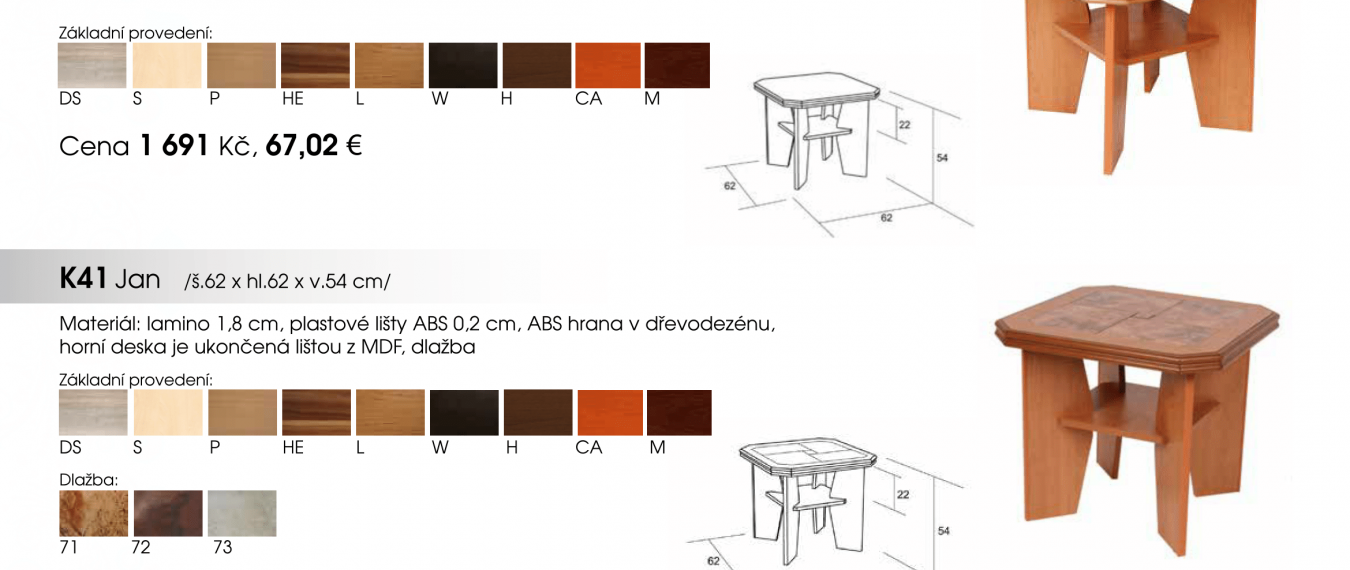 Základní provedení:
DS S P HE L W H CA M
Cena 1 691 Kč, 67,02 €
22
54
62
62
K41 Jan /š.62 x hl.62 x v.54 cm/
Materiál: lamino 1,8 cm, plastové lišty ABS 0,2 cm, ABS hrana v dřevodezénu,
horní deska je ukončená lištou z MDF, dlažba
Základní provedení:
DS S P HE L W H CA M
Dlažba:
71 72 73
22
54
62